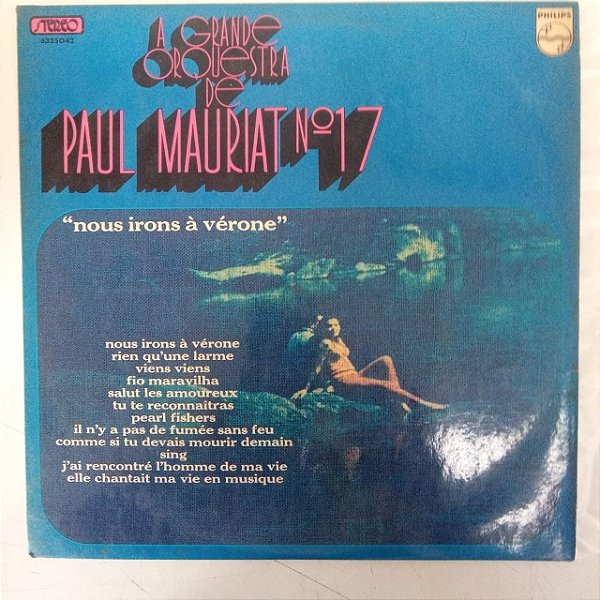 STEREO
6325042
PHILIPS
A GRANDE
ORQUESTRA
DE
PAUL MAURIAT Nº17
"nous irons à vérone"
nous irons à vérone
rien qu'une larme
viens viens
fio maravilha
salut les amoureux
tu te reconnaîtras
pearl fishers
il n'y a pas de fumée sans feu
comme si tu devais mourir demain
sing
j'ai rencontré l'homme de ma vie
elle chantait ma vie en musique